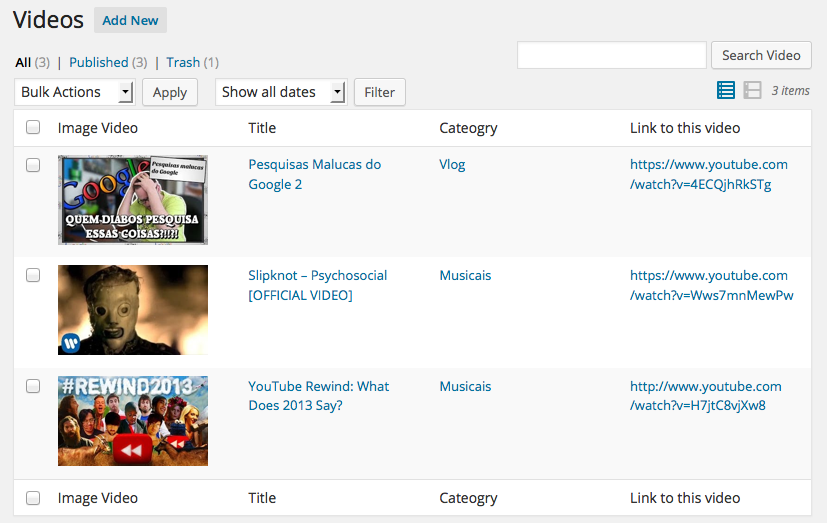 Videos Add New
All (3) | Published (3) | Trash (1)
Search Video
Bulk Actions Apply Show all dates Filter 3 items
Image Video Title Cateogry Link to this video
Pesquisas malucas
do Google
Google
QUEM DIABOS PESQUISA
ESSAS COISAS!!!!!
Pesquisas Malucas do
Google 2
Vlog
https://www.youtube.com
/watch?v=4ECQjhRkSTg
Slipknot – Psychosocial
[OFFICIAL VIDEO]
Musicais
https://www.youtube.com
/watch?v=Wws7mnMewPw
#REWIND2013
YouTube Rewind: What
Does 2013 Say?
Musicais
http://www.youtube.com
/watch?v=H7jtC8vjXw8
Image Video Title Cateogry Link to this video